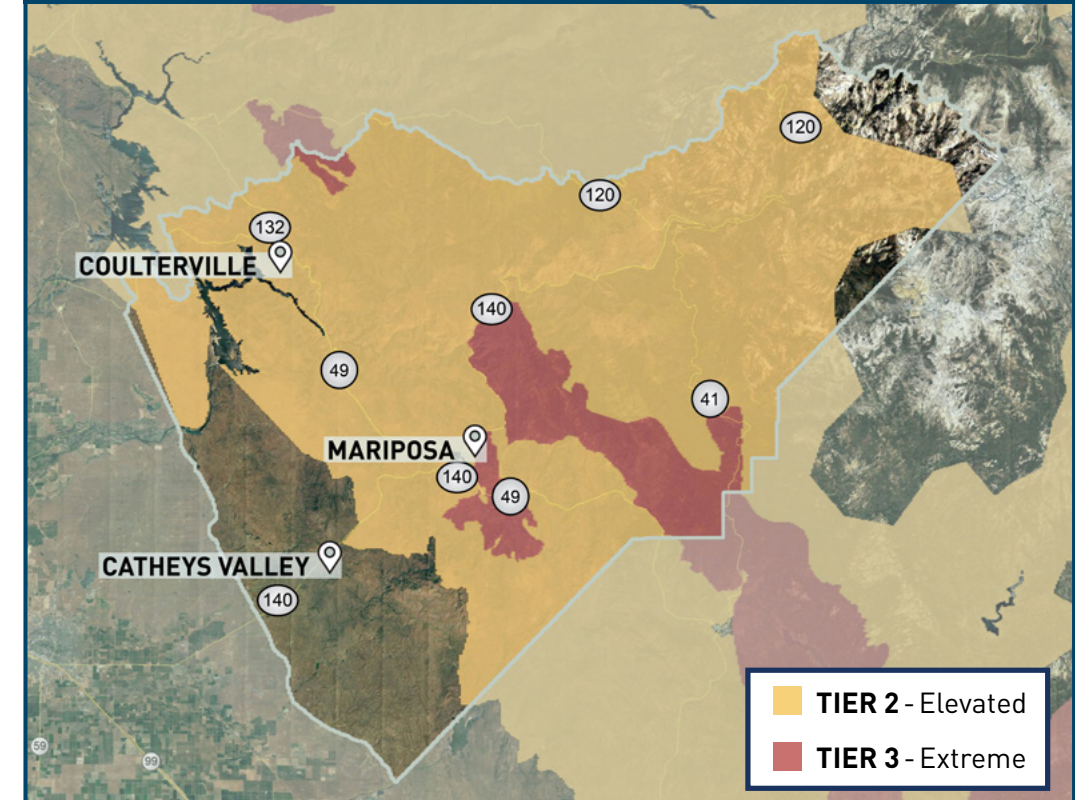 120
120
132
COULTERVILLE
140
49
41
MARIPOSA
140
49
CATHEYS VALLEY
140
TIER 2 - Elevated
59
99
TIER 3 - Extreme